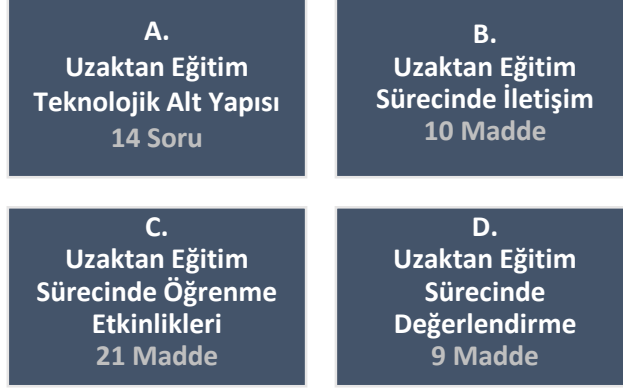 A.
Uzaktan Eğitim
Teknolojik Alt Yapısı
14 Soru
B.
Uzaktan Eğitim
Sürecinde İletişim
10 Madde
C.
Uzaktan Eğitim
Sürecinde Öğrenme
Etkinlikleri
21 Madde
D.
Uzaktan Eğitim
Sürecinde
Değerlendirme
9 Madde